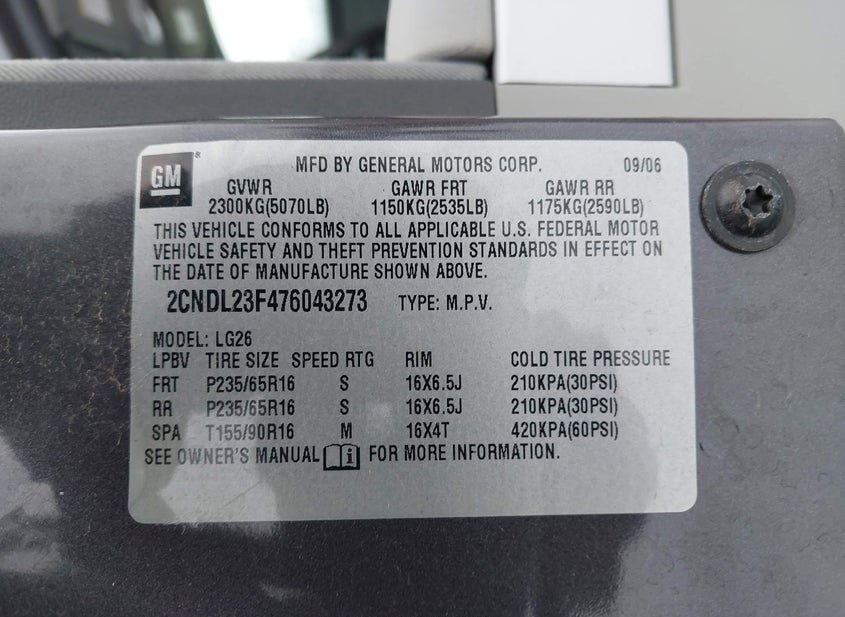 GM ® MFD BY GENERAL MOTORS CORP. 09/06
GVWR GAWR FRT GAWR RR
2300KG(5070LB) 1150KG(2535LB) 1175KG(2590LB)
THIS VEHICLE CONFORMS TO ALL APPLICABLE U.S. FEDERAL MOTOR
VEHICLE SAFETY AND THEFT PREVENTION STANDARDS IN EFFECT ON
THE DATE OF MANUFACTURE SHOWN ABOVE.
2CNDL23F476043273 TYPE: M.P.V.
MODEL: LG26
LPBV TIRE SIZE SPEED RTG RIM COLD TIRE PRESSURE
FRT P235/65R16 S 16X6.5J 210KPA(30PSI)
RR P235/65R16 S 16X6.5J 210KPA(30PSI)
SPA T155/90R16 M 16X4T 420KPA(60PSI)
SEE OWNER'S MANUAL i FOR MORE INFORMATION.